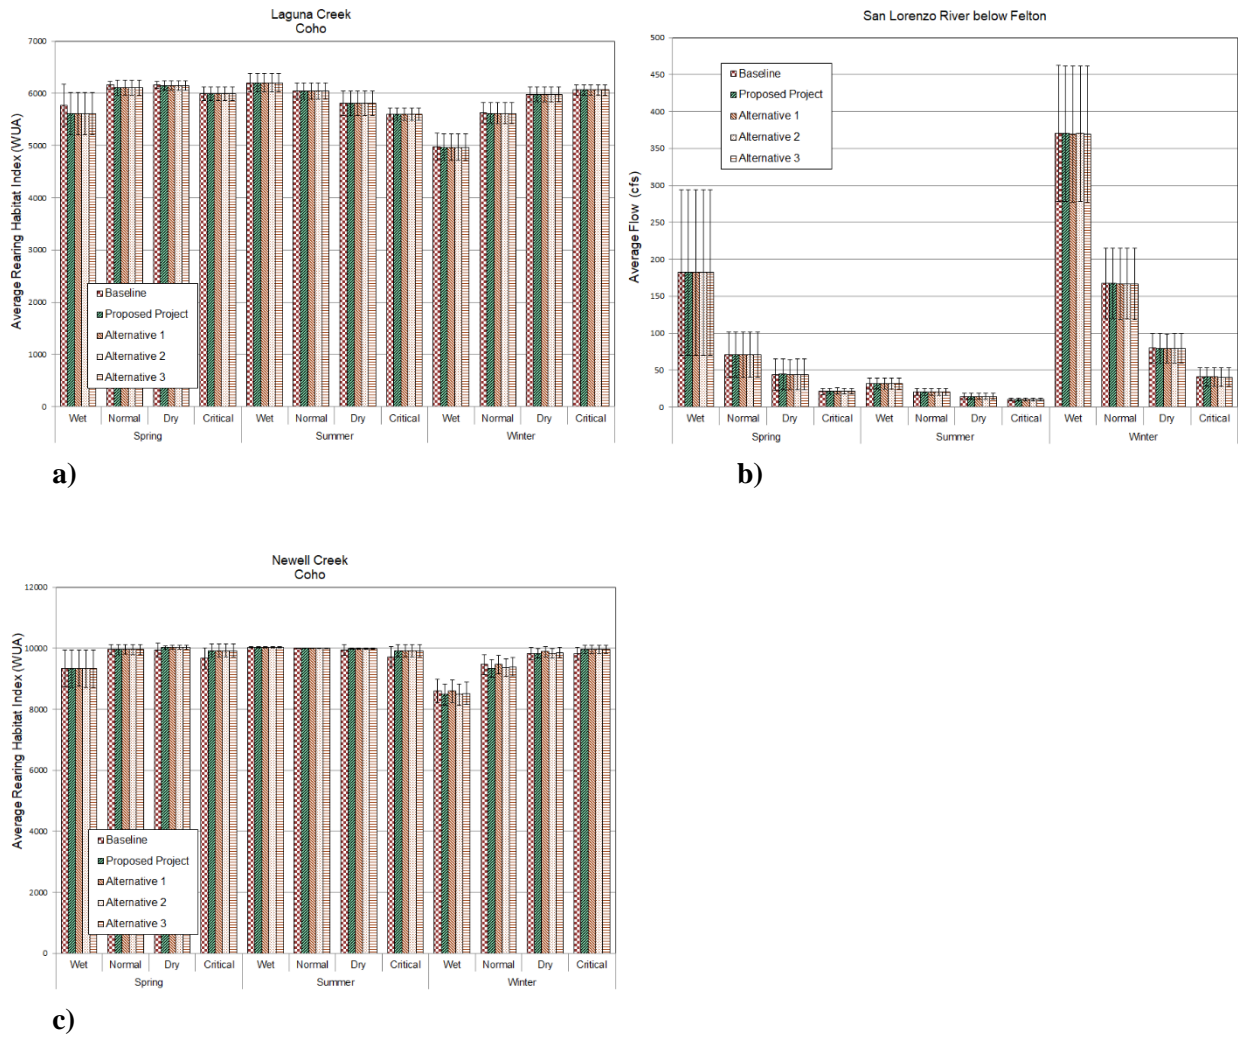 Laguna Creek
Coho
7000
6000
5000
4000
3000
2000
1000
0
Average Rearing Habitat Index (WUA)
Baseline
Proposed Project
Alternative 1
Alternative 2
Alternative 3
Wet Normal Dry Critical Wet Normal Dry Critical Wet Normal Dry Critical
Spring Summer Winter
a)
San Lorenzo River below Felton
500
450
400
350
300
250
200
150
100
50
0
Average Flow (cfs)
Baseline
Proposed Project
Alternative 1
Alternative 2
Alternative 3
Wet Normal Dry Critical Wet Normal Dry Critical Wet Normal Dry Critical
Spring Summer Winter
b)
Newell Creek
Coho
12000
10000
8000
6000
4000
2000
0
Average Rearing Habitat Index (WUA)
Baseline
Proposed Project
Alternative 1
Alternative 2
Alternative 3
Wet Normal Dry Critical Wet Normal Dry Critical Wet Normal Dry Critical
Spring Summer Winter
c)